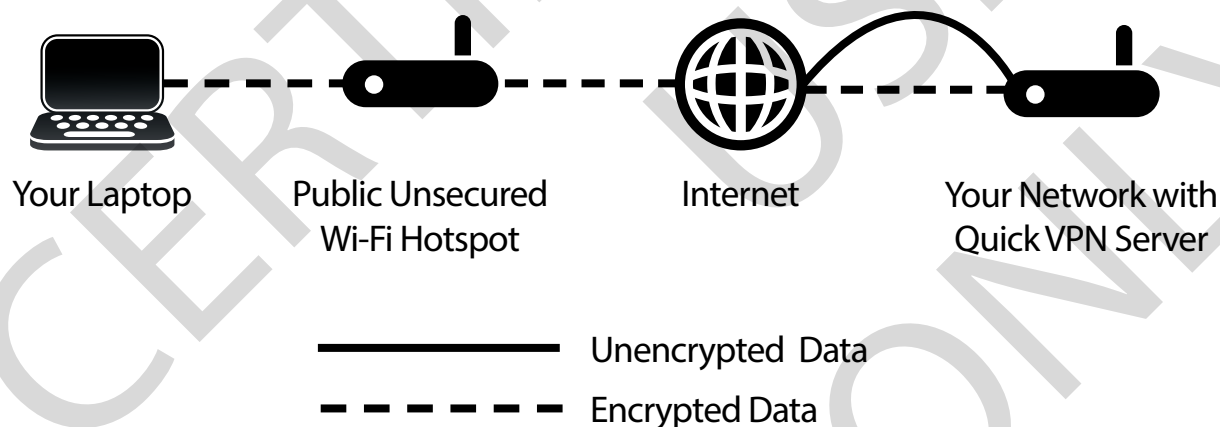 Your Laptop
Public Unsecured
Wi-Fi Hotspot
Internet
Your Network with
Quick VPN Server
Unencrypted Data
Encrypted Data